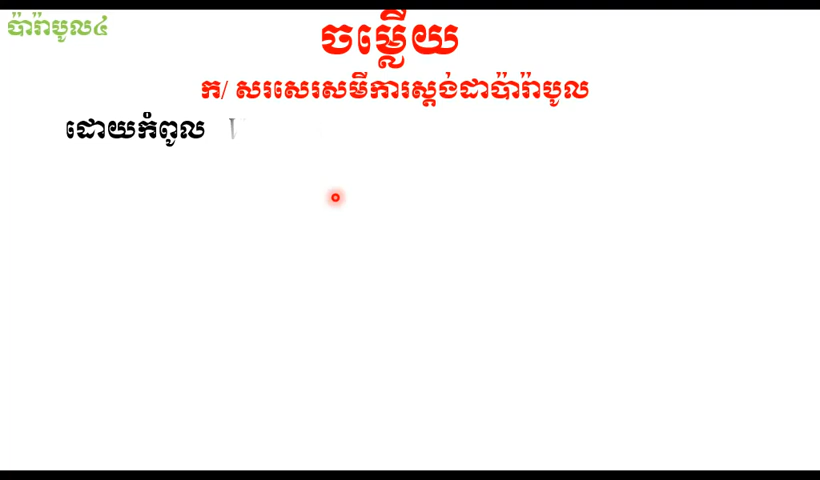 ប៉ារ៉ាបូល៤
ចម្លើយ
ក/ សរសេរសមីការស្តង់ដាប៉ារ៉ាបូល
ដោយកំពូល